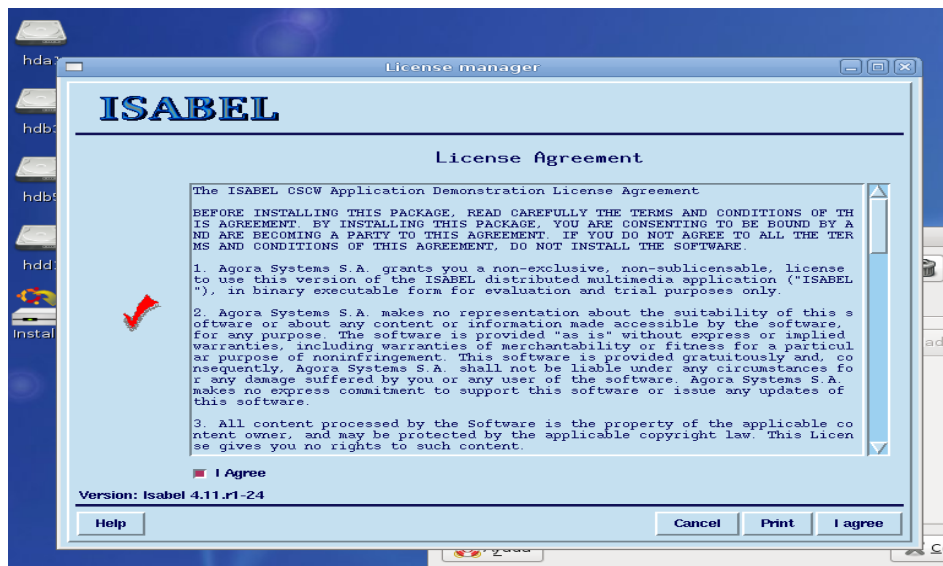 hda1
License manager
ISABEL
hdb
License Agreement
The ISABEL CSCW Application Demonstration License Agreement
hdb5
BEFORE INSTALLING THIS PACKAGE, READ CAREFULLY THE TERMS AND CONDITIONS OF TH
IS AGREEMENT. BY INSTALLING THIS PACKAGE, YOU ARE CONSENTING TO BE BOUND BY A
ND ARE BECOMING A PARTY TO THIS AGREEMENT. IF YOU DO NOT AGREE TO ALL THE TER
MS AND CONDITIONS OF THIS AGREEMENT, DO NOT INSTALL THE SOFTWARE.
hdd
1. Agora Systems S.A. grants you a non-exclusive, non-sublicensable, license
to use this version of the ISABEL distributed multimedia application ("ISABEL
"), in binary executable form for evaluation and trial purposes only.
2. Agora Systems S.A. makes no representation about the suitability of this s
oftware or about any content or information made accessible by the software,
for any purpose. The software is provided "as is" without express or implied
warranties, including warranties of merchantability or fitness for a particul
ar purpose of noninfringement. This software is provided gratuitously and, co
nsequently, Agora Systems S.A. shall not be liable under any circumstances fo
r any damage suffered by you or any user of the software. Agora Systems S.A.
makes no express commitment to support this software or issue any updates of
this software.
Instal
ad
3. All content processed by the Software is the property of the applicable co
ntent owner, and may be protected by the applicable copyright law. This Licen
se gives you no rights to such content.
I Agree
Version: Isabel 4.11.r1-24
Help
Cancel
Print
I agree
C